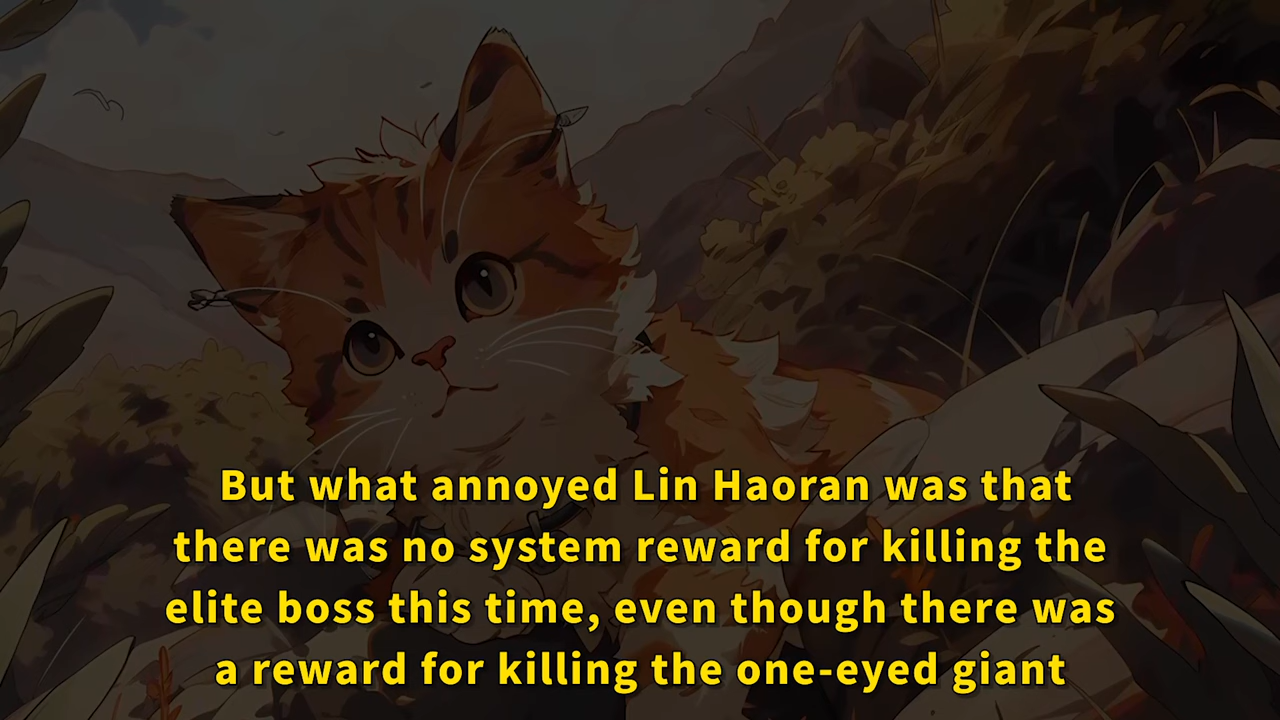 But what annoyed Lin Haoran was that
there was no system reward for killing the
elite boss this time, even though there was
a reward for killing the one-eyed giant